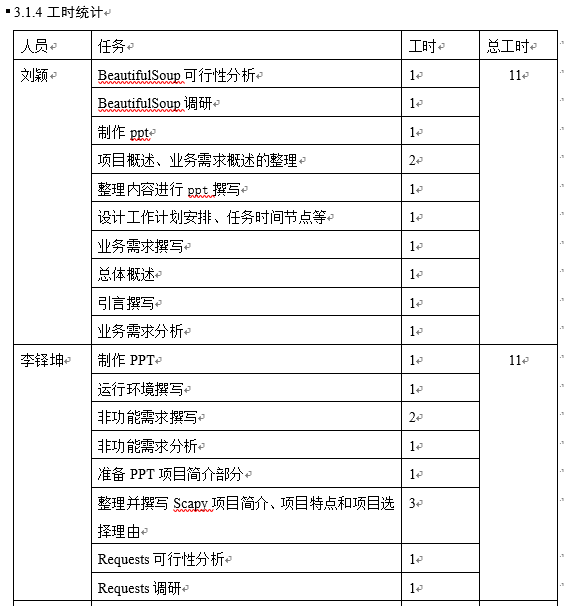 3.1.4 工时统计
人员 任务 工时 总工时
刘颖 BeautifulSoup 可行性分析 1 11
BeautifulSoup 调研 1
制作 ppt 1
项目概述、业务需求概述的整理 2
整理内容进行 ppt 撰写 1
设计工作计划安排、任务时间节点等 1
业务需求撰写 1
总体概述 1
引言撰写 1
业务需求分析 1
李铎坤 制作 PPT 1 11
运行环境撰写 1
非功能需求撰写 2
非功能需求分析 1
准备 PPT 项目简介部分 1
整理并撰写 Scapy 项目简介、项目特点和项目选 3
择理由
Requests 可行性分析 1
Requests 调研 1